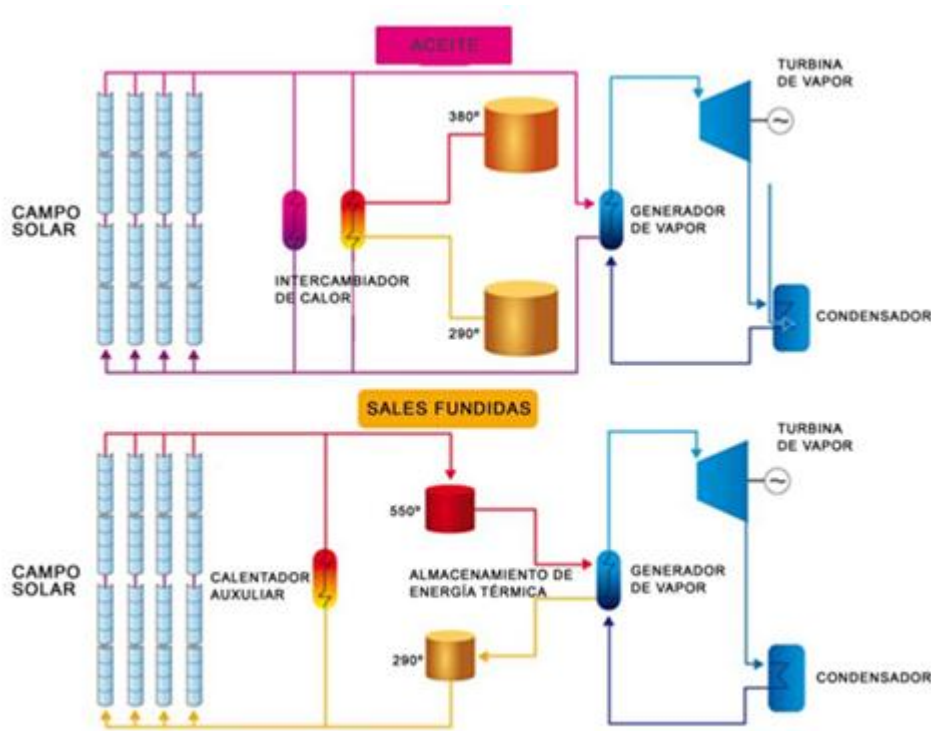 ACEITE
TURBINA
DE VAPOR
380º
CAMPO
SOLAR
GENERADOR
DE VAPOR
INTERCAMBIADOR
DE CALOR
290º
CONDENSADOR
SALES FUNDIDAS
TURBINA
DE VAPOR
550º
CAMPO
SOLAR
CALENTADOR
AUXULIAR
ALMACENAMIENTO DE
ENERGÍA TÉRMICA
GENERADOR
DE VAPOR
290º
CONDENSADOR